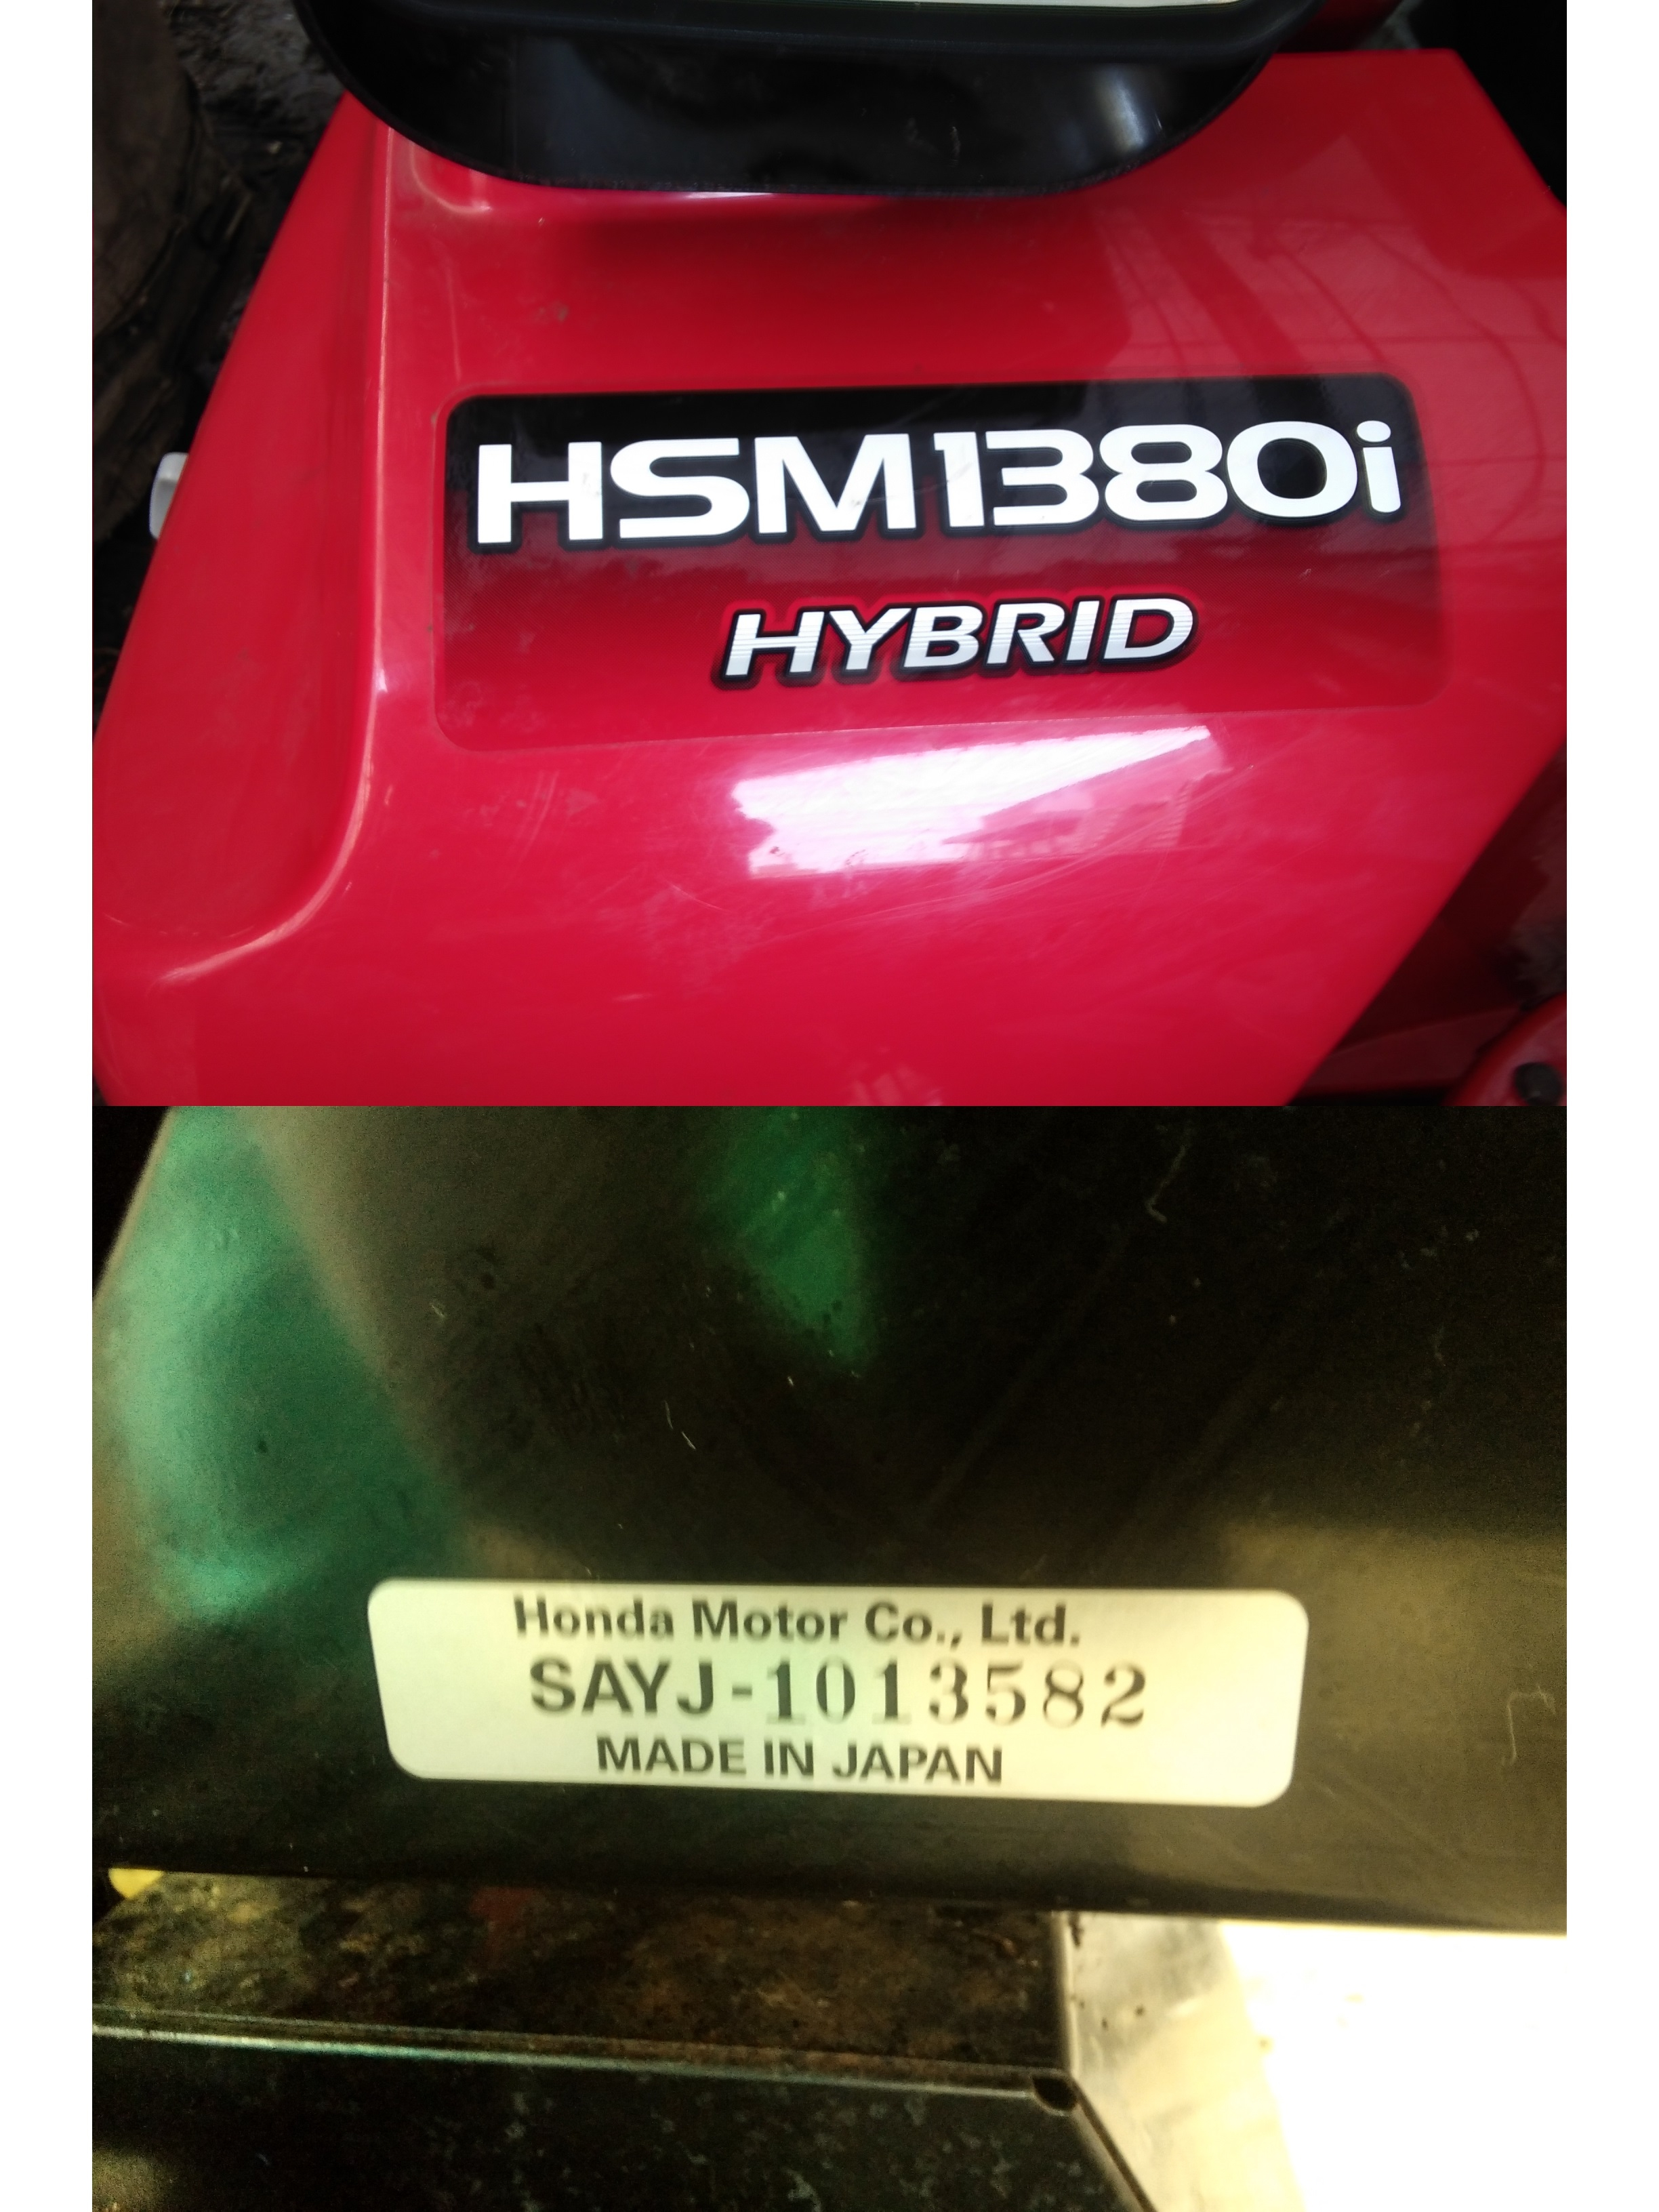 HSM1380i
HYBRID
Honda Motor Co., Ltd.
SAYJ-1013582
MADE IN JAPAN